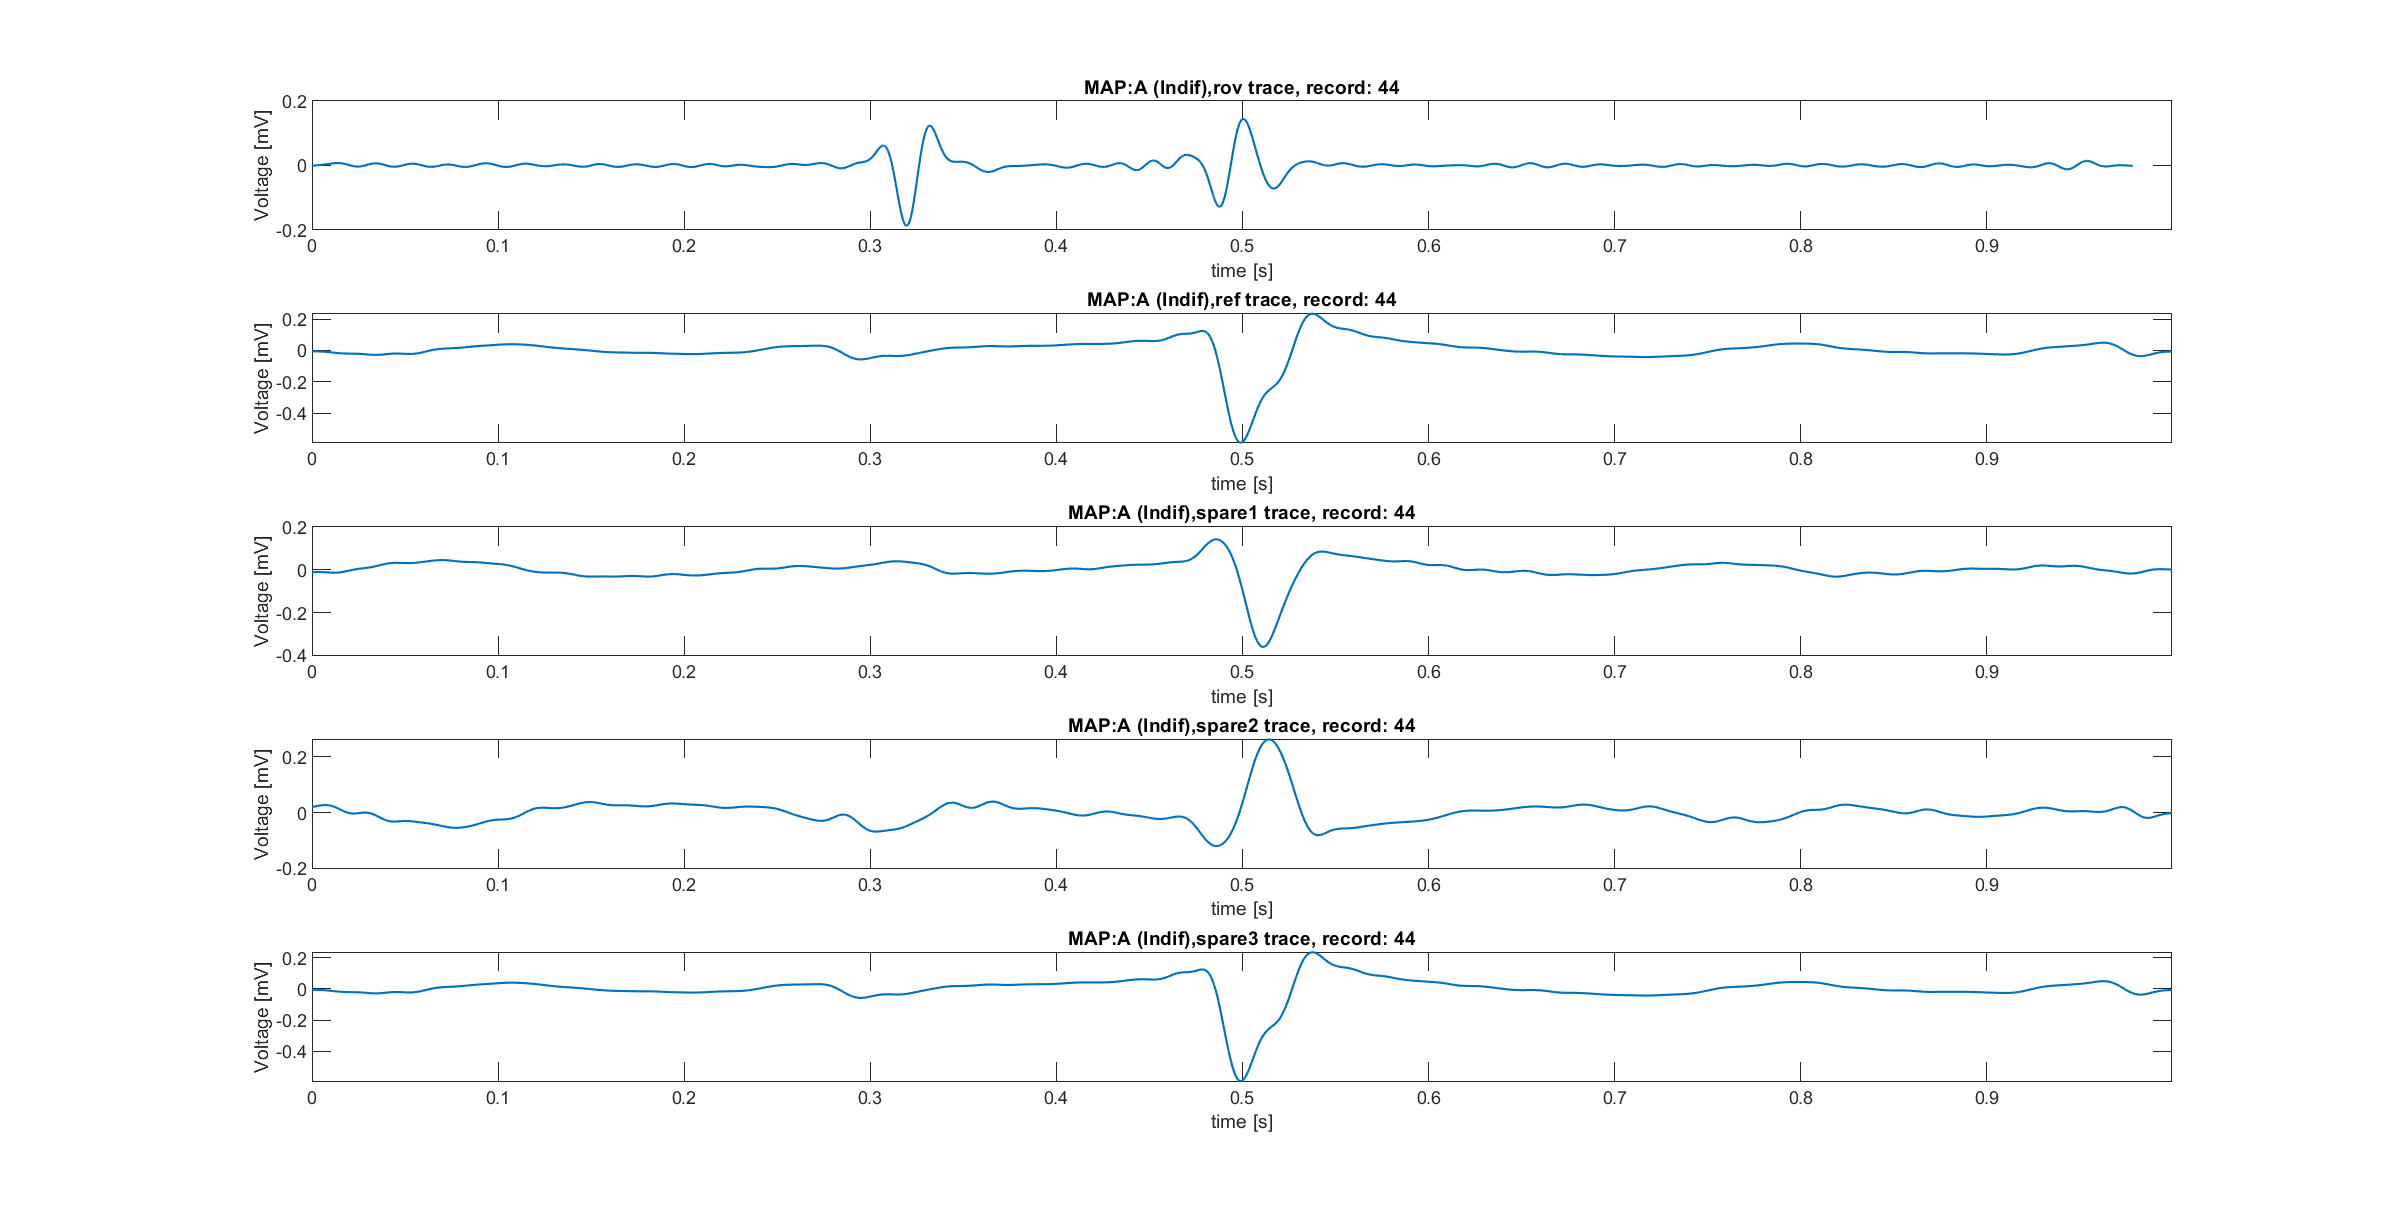 MAP:A (Indif),rov trace, record: 44
Voltage [mV]
0.2
0
-0.2
0 0.1 0.2 0.3 0.4 0.5 0.6 0.7 0.8 0.9
time [s]
MAP:A (Indif),ref trace, record: 44
Voltage [mV]
0.2
0
-0.2
-0.4
0 0.1 0.2 0.3 0.4 0.5 0.6 0.7 0.8 0.9
time [s]
MAP:A (Indif),spare1 trace, record: 44
Voltage [mV]
0.2
0
-0.2
-0.4
0 0.1 0.2 0.3 0.4 0.5 0.6 0.7 0.8 0.9
time [s]
MAP:A (Indif),spare2 trace, record: 44
Voltage [mV]
0.2
0
-0.2
0 0.1 0.2 0.3 0.4 0.5 0.6 0.7 0.8 0.9
time [s]
MAP:A (Indif),spare3 trace, record: 44
Voltage [mV]
0.2
0
-0.2
-0.4
0 0.1 0.2 0.3 0.4 0.5 0.6 0.7 0.8 0.9
time [s]